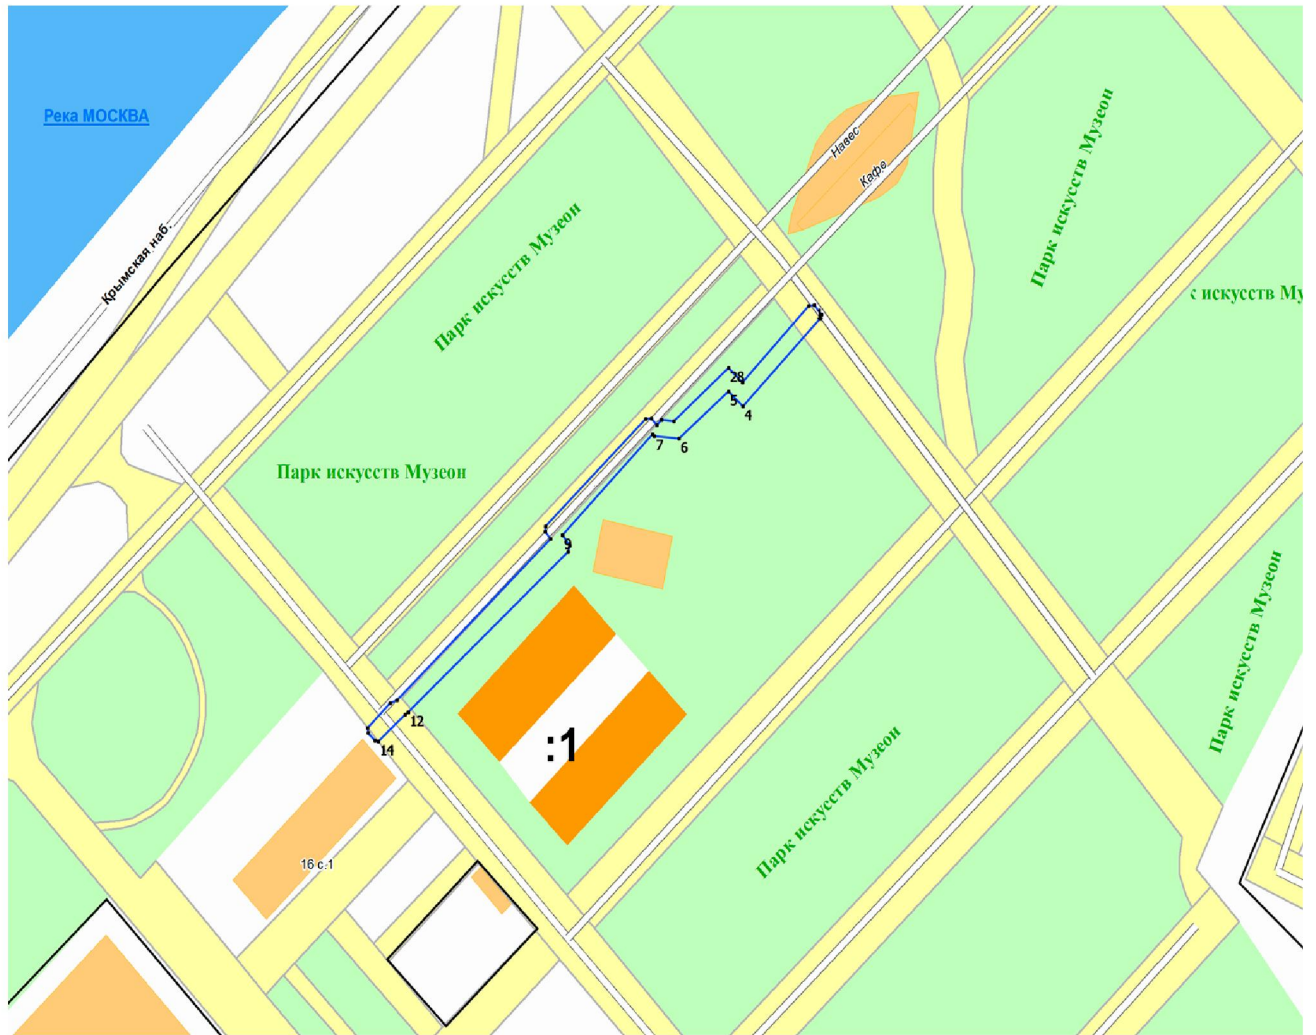 Река МОСКВА
Крымская наб.
Навес
Кафе
Парк искусств Музеон
Парк искусств Музеон
с искусств Му
Парк искусств Музеон
28
5
4
7
6
9
12
14
:1
Парк искусств Музеон
Парк искусств Музеон
16 с.1